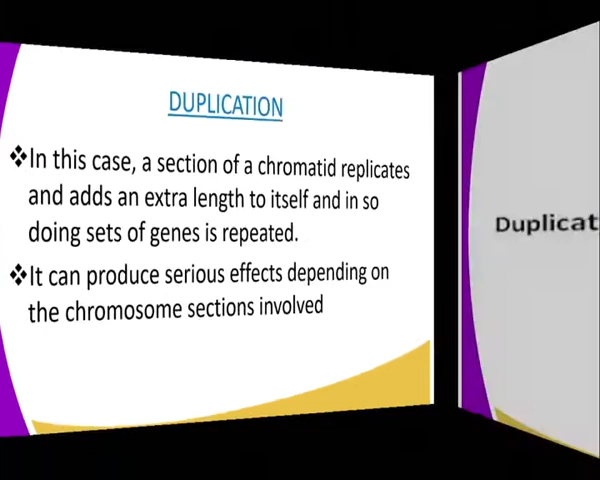 DUPLICATION
❖In this case, a section of a chromatid replicates
and adds an extra length to itself and in so
doing sets of genes is repeated.
❖It can produce serious effects depending on
the chromosome sections involved
Duplicat